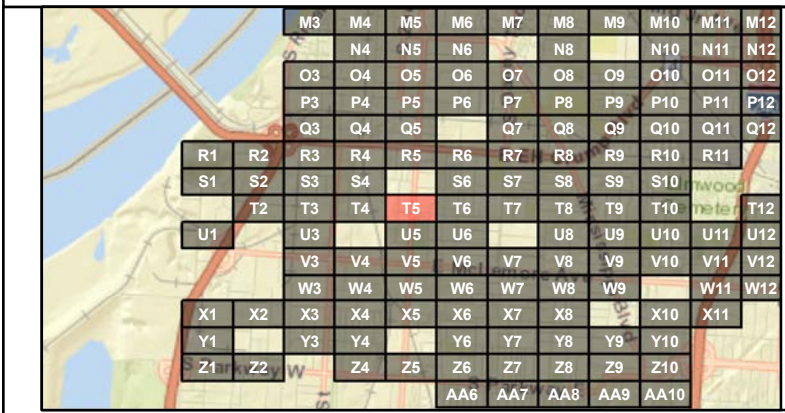 M3 M4 M5 M6 M7 M8 M9 M10 M11 M12
N4 N5 N6 N8 N10 N11 N12
O3 O4 O5 O6 O7 O8 O9 O10 O11 O12
P3 P4 P5 P6 P7 P8 P9 P10 P11 P12
Q3 Q4 Q5 Q7 Q8 Q9 Q10 Q11 Q12
R1 R2 R3 R4 R5 R6 R7 R8 R9 R10 R11
S1 S2 S3 S4 S6 S7 S8 S9 S10
T2 T3 T4 T5 T6 T7 T8 T9 T10 T12
U1 U3 U5 U6 U8 U9 U10 U11 U12
V3 V4 V5 V6 V7 V8 V9 V10 V11 V12
W3 W4 W5 W6 W7 W8 W9 W11 W12
X1 X2 X3 X4 X5 X6 X7 X8 X10 X11
Y1 Y3 Y4 Y6 Y7 Y8 Y9 Y10
Z1 Z2 Z4 Z5 Z6 Z7 Z8 Z9 Z10
S Parkway W
AA6 AA7 AA8 AA9 AA10